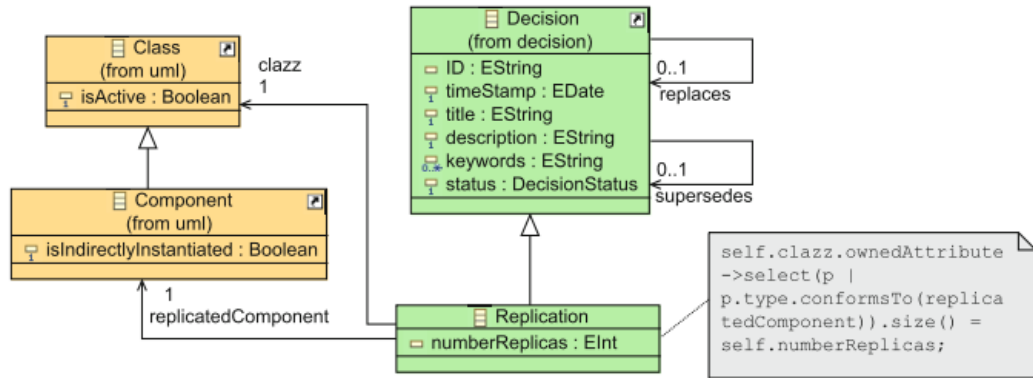 Class
(from uml)
isActive : Boolean
clazz
1
Component
(from uml)
isIndirectlyInstantiated : Boolean
1
replicatedComponent
Decision
(from decision)
ID : EString
timeStamp : EDate
title : EString
description : EString
keywords : EString
status : DecisionStatus
0..1
replaces
0..1
supersedes
Replication
numberReplicas : EInt
self.clazz.ownedAttribute
->select(p |
p.type.conformsTo(replica
tedComponent)).size() =
self.numberReplicas;